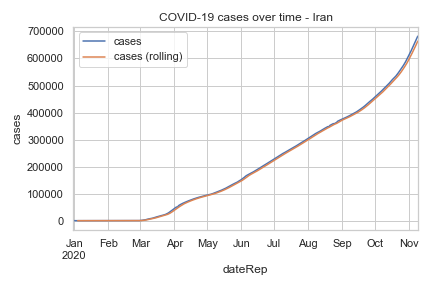 COVID-19 cases over time - Iran
cases
cases (rolling)
700000
600000
500000
400000
300000
200000
100000
0
cases
Jan Feb Mar Apr May Jun Jul Aug Sep Oct Nov
2020
dateRep